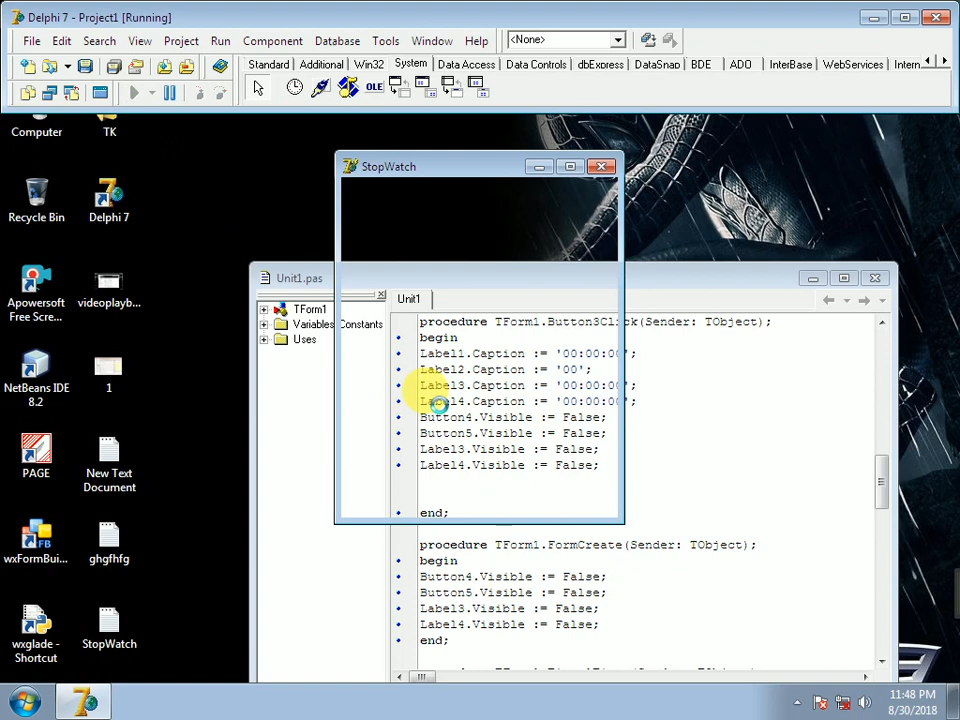 Delphi 7 - Project1 [Running]
File Edit Search View Project Run Component Database Tools Window Help <None>
Standard Additional Win32 System Data Access Data Controls dbExpress DataSnap BDE ADO InterBase WebServices Intern
OLE
Computer
TK
StopWatch
Recycle Bin
Delphi 7
Unit1.pas
Unit1
TForm1
Variables/Constants
Uses
Apowersoft
Free Scre...
videoplayb...
procedure TForm1.Button3Click(Sender: TObject);
begin
Label1.Caption := '00:00:00';
Label2.Caption := '00';
Label3.Caption := '00:00:00';
Label4.Caption := '00:00:00';
Button4.Visible := False;
Button5.Visible := False;
Label3.Visible := False;
Label4.Visible := False;
end;
procedure TForm1.FormCreate(Sender: TObject);
begin
Button4.Visible := False;
Button5.Visible := False;
Label3.Visible := False;
Label4.Visible := False;
end;
NetBeans IDE
8.2
1
PAGE
New Text
Document
wxFormBui...
ghgfhfg
wxglade -
Shortcut
StopWatch
11:48 PM
8/30/2018